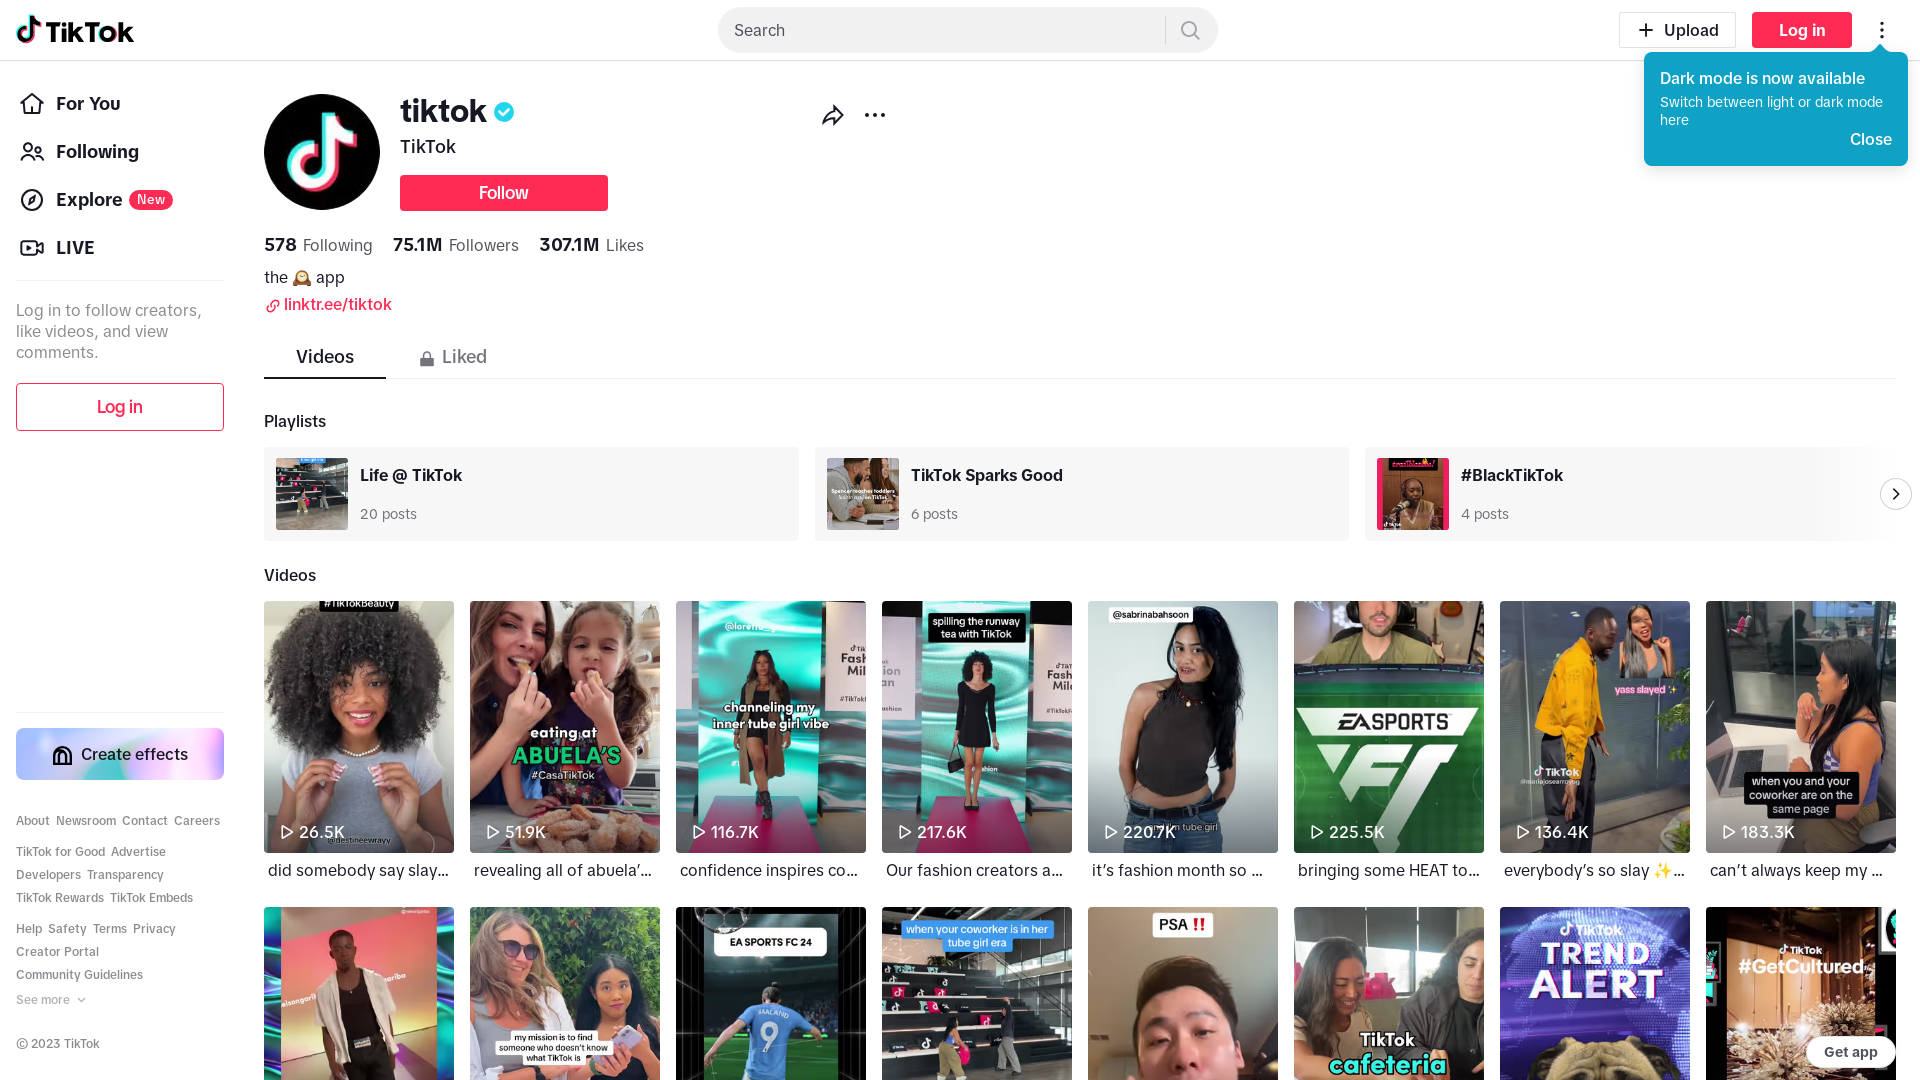 TikTok
Search
Upload
Log in
Dark mode is now available
Switch between light or dark mode
here
Close
For You
Following
Explore New
LIVE
Log in to follow creators,
like videos, and view
comments.
Log in
Create effects
About Newsroom Contact Careers
TikTok for Good Advertise
Developers Transparency
TikTok Rewards TikTok Embeds
Help Safety Terms Privacy
Creator Portal
Community Guidelines
See more
© 2023 TikTok
tiktok
TikTok
Follow
578 Following 75.1M Followers 307.1M Likes
the 🕰️ app
linktr.ee/tiktok
Videos
Liked
Playlists
Life @ TikTok
20 posts
TikTok Sparks Good
6 posts
#BlackTikTok
4 posts
Videos
#TikTokBeauty
@destineewrayy
26.5K
did somebody say slay...
eating at
ABUELA'S
#CasaTikTok
51.9K
revealing all of abuela’...
channeling my
inner tube girl vibe
116.7K
confidence inspires co...
spilling the runway
tea with TikTok
217.6K
Our fashion creators a...
@sabrinabahsoon
tube girl
220.7K
it’s fashion month so ...
EA SPORTS
FC
225.5K
bringing some HEAT to...
yass slayed ✨
TikTok
136.4K
everybody’s so slay ✨...
when you and your
coworker are on the
same page
183.3K
can’t always keep my ...
my mission is to find
someone who doesn't know
what TikTok is
EA SPORTS FC 24
HAALAND
9
when your coworker is in her
tube girl era
PSA ‼️
TikTok
cafeteria
TikTok
TREND
ALERT
TikTok
#GetCultured
Get app